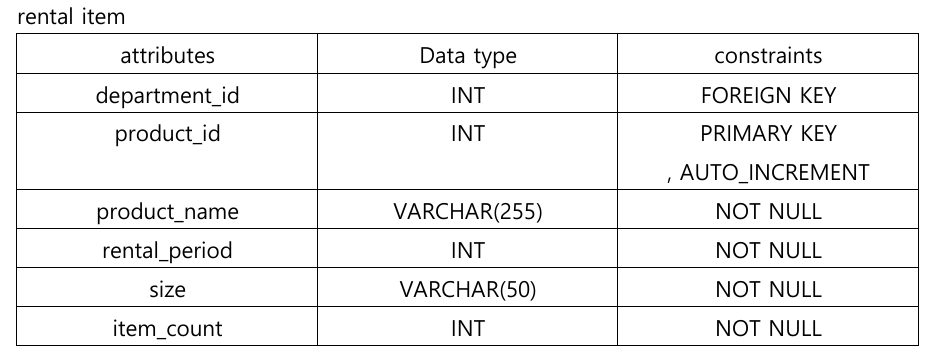 rental item
attributes Data type constraints
department_id INT FOREIGN KEY
product_id INT PRIMARY KEY
, AUTO_INCREMENT
product_name VARCHAR(255) NOT NULL
rental_period INT NOT NULL
size VARCHAR(50) NOT NULL
item_count INT NOT NULL